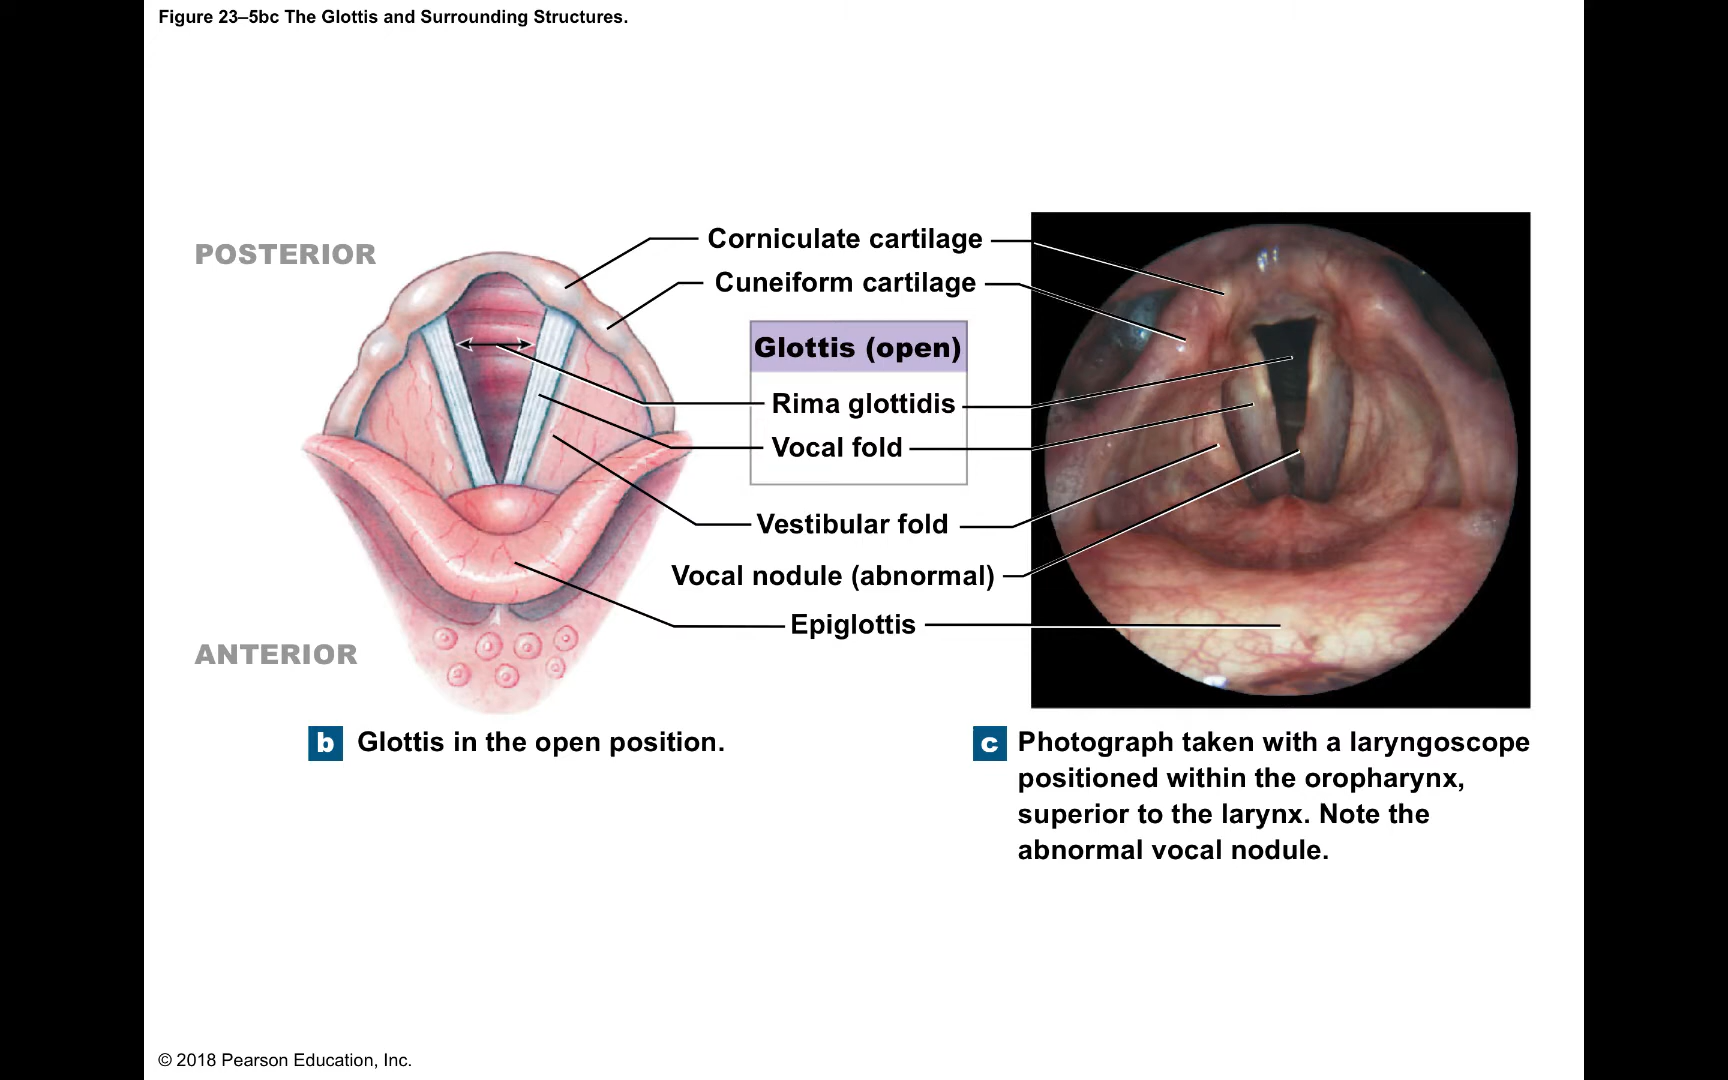 Figure 23–5bc The Glottis and Surrounding Structures.
POSTERIOR
Corniculate cartilage
Cuneiform cartilage
Glottis (open)
Rima glottidis
Vocal fold
Vestibular fold
Vocal nodule (abnormal)
Epiglottis
ANTERIOR
b Glottis in the open position.
c Photograph taken with a laryngoscope
positioned within the oropharynx,
superior to the larynx. Note the
abnormal vocal nodule.
© 2018 Pearson Education, Inc.